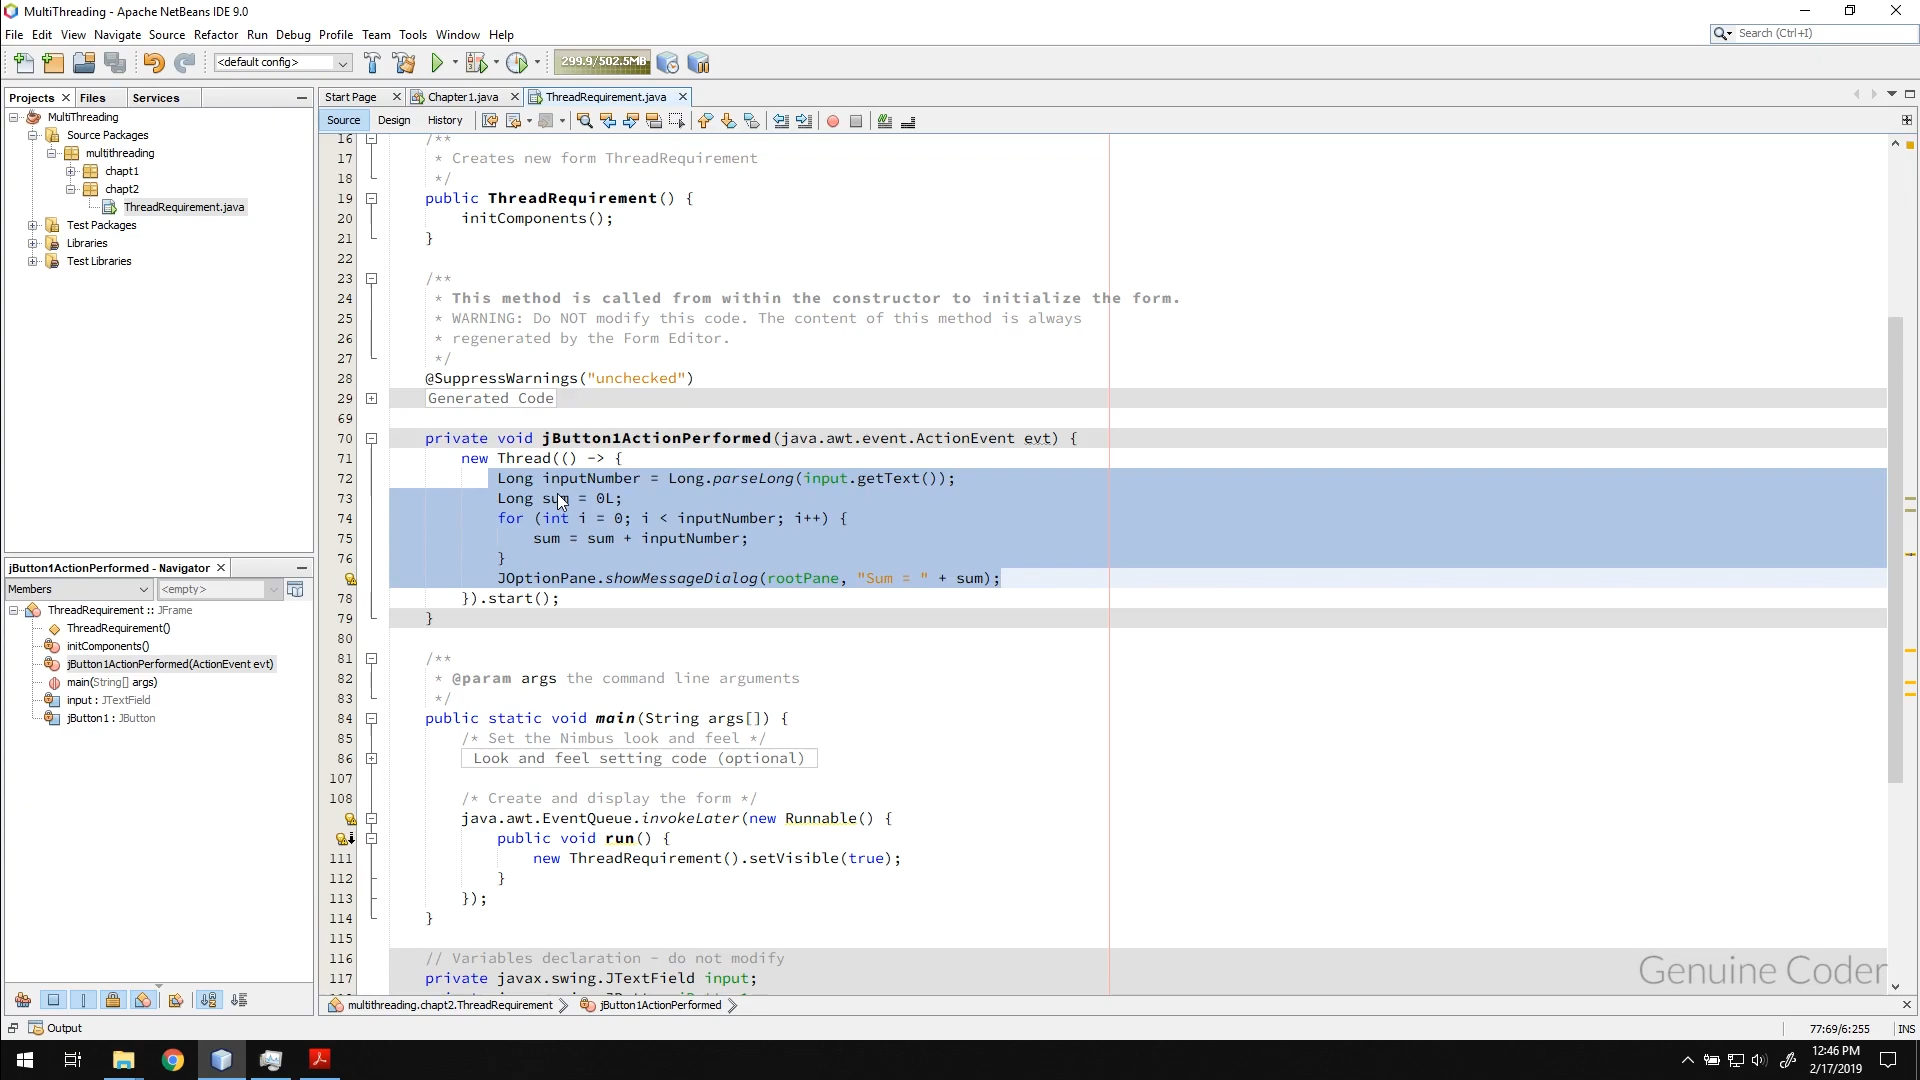 MultiThreading - Apache NetBeans IDE 9.0
File Edit View Navigate Source Refactor Run Debug Profile Team Tools Window Help
Search (Ctrl+I)
<default config>
299.9/502.5MB
Projects Files Services
MultiThreading
Source Packages
multithreading
chapt1
chapt2
ThreadRequirement.java
Test Packages
Libraries
Test Libraries
jButton1ActionPerformed - Navigator
Members <empty>
ThreadRequirement :: JFrame
ThreadRequirement()
initComponents()
jButton1ActionPerformed(ActionEvent evt)
main(String[] args)
input : JTextField
jButton1 : JButton
Start Page Chapter1.java ThreadRequirement.java
Source Design History
16 /**
17 * Creates new form ThreadRequirement
18 */
19 public ThreadRequirement() {
20 initComponents();
21 }
22
23 /**
24 * This method is called from within the constructor to initialize the form.
25 * WARNING: Do NOT modify this code. The content of this method is always
26 * regenerated by the Form Editor.
27 */
28 @SuppressWarnings("unchecked")
29 Generated Code
69
70 private void jButton1ActionPerformed(java.awt.event.ActionEvent evt) {
71 new Thread(() -> {
72 Long inputNumber = Long.parseLong(input.getText());
73 Long sum = 0L;
74 for (int i = 0; i < inputNumber; i++) {
75 sum = sum + inputNumber;
76 }
JOptionPane.showMessageDialog(rootPane, "Sum = " + sum);
78 }).start();
79 }
80
81 /**
82 * @param args the command line arguments
83 */
84 public static void main(String args[]) {
85 /* Set the Nimbus look and feel */
86 Look and feel setting code (optional)
107
108 /* Create and display the form */
java.awt.EventQueue.invokeLater(new Runnable() {
public void run() {
111 new ThreadRequirement().setVisible(true);
112 }
113 });
114 }
115
116 // Variables declaration - do not modify
117 private javax.swing.JTextField input;
Genuine Coder
multithreading.chapt2.ThreadRequirement jButton1ActionPerformed
Output
77:69/6:255 INS
12:46 PM
2/17/2019